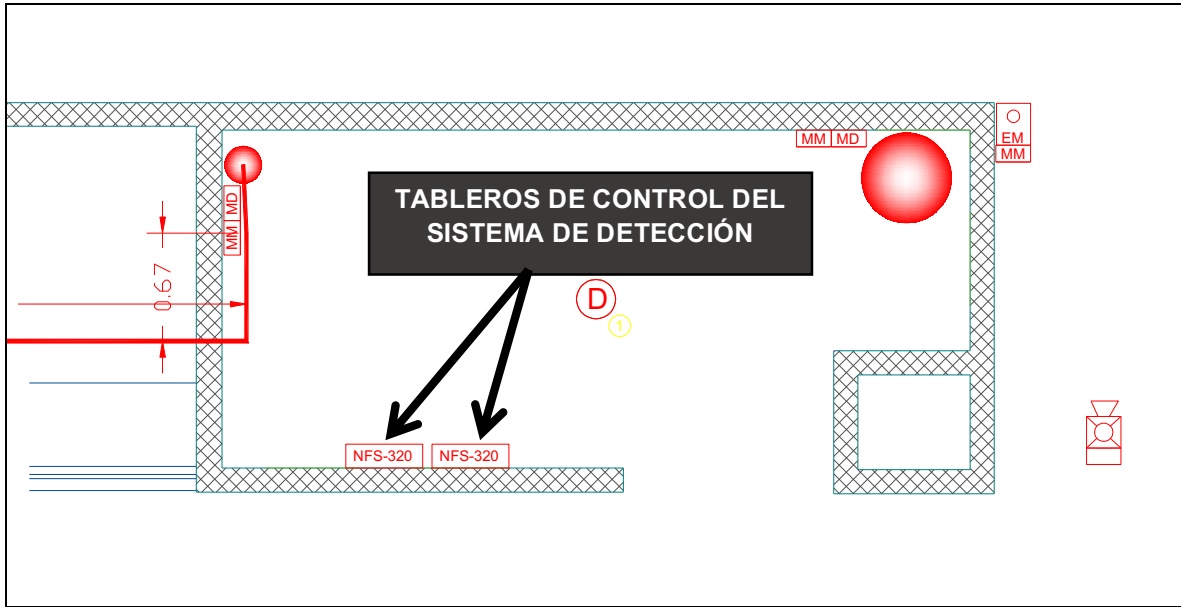 MM MD
EM
MM
MM MD
TABLEROS DE CONTROL DEL
SISTEMA DE DETECCIÓN
0.67
D
1
NFS-320 NFS-320